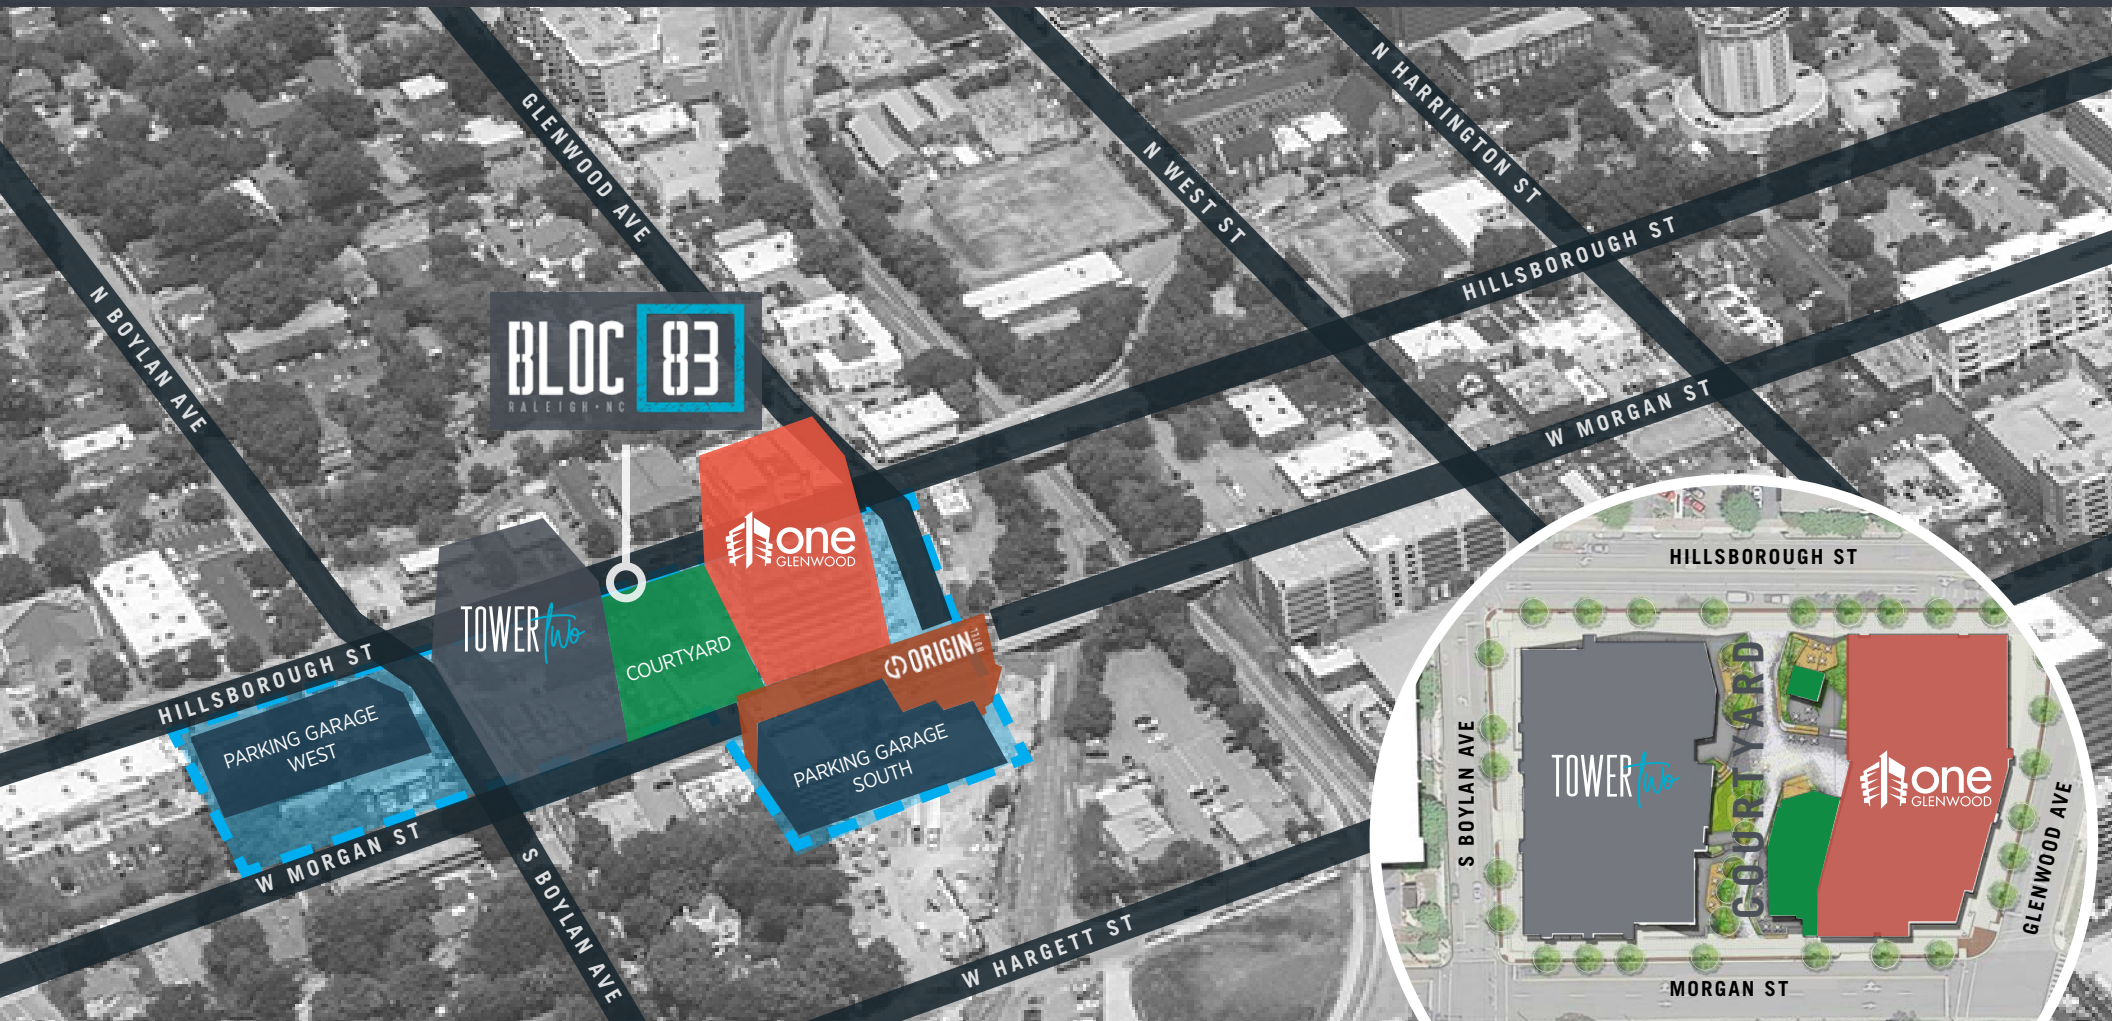 GLENWOOD AVE
N WEST ST
N HARRINGTON ST
HILLSBOROUGH ST
N BOYLAN AVE
BLOC 83
RALEIGH • NC
W MORGAN ST
one
GLENWOOD
TOWER two
COURTYARD
ORIGIN
HOTEL
HILLSBOROUGH ST
PARKING GARAGE
WEST
PARKING GARAGE
SOUTH
W MORGAN ST
S BOYLAN AVE
W HARGETT ST
HILLSBOROUGH ST
S BOYLAN AVE
TOWER two
COURTYARD
one
GLENWOOD
GLENWOOD AVE
MORGAN ST